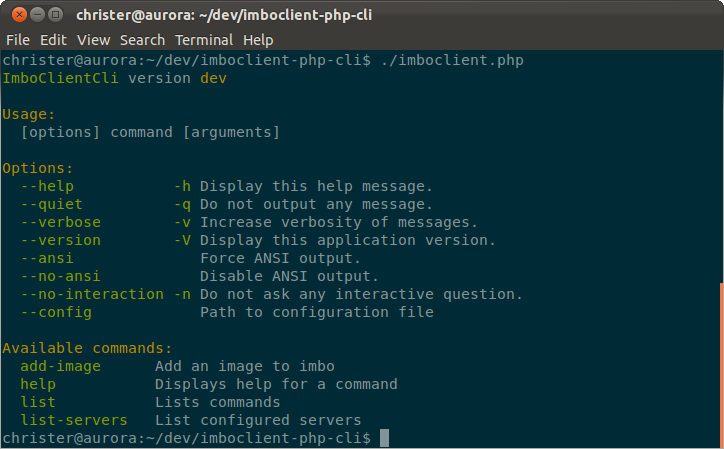 christer@aurora: ~/dev/imboclient-php-cli
File Edit View Search Terminal Help
christer@aurora:~/dev/imboclient-php-cli$ ./imboclient.php
ImboClientCli version dev
Usage:
[options] command [arguments]
Options:
--help -h Display this help message.
--quiet -q Do not output any message.
--verbose -v Increase verbosity of messages.
--version -V Display this application version.
--ansi Force ANSI output.
--no-ansi Disable ANSI output.
--no-interaction -n Do not ask any interactive question.
--config Path to configuration file
Available commands:
add-image Add an image to imbo
help Displays help for a command
list Lists commands
list-servers List configured servers
christer@aurora:~/dev/imboclient-php-cli$